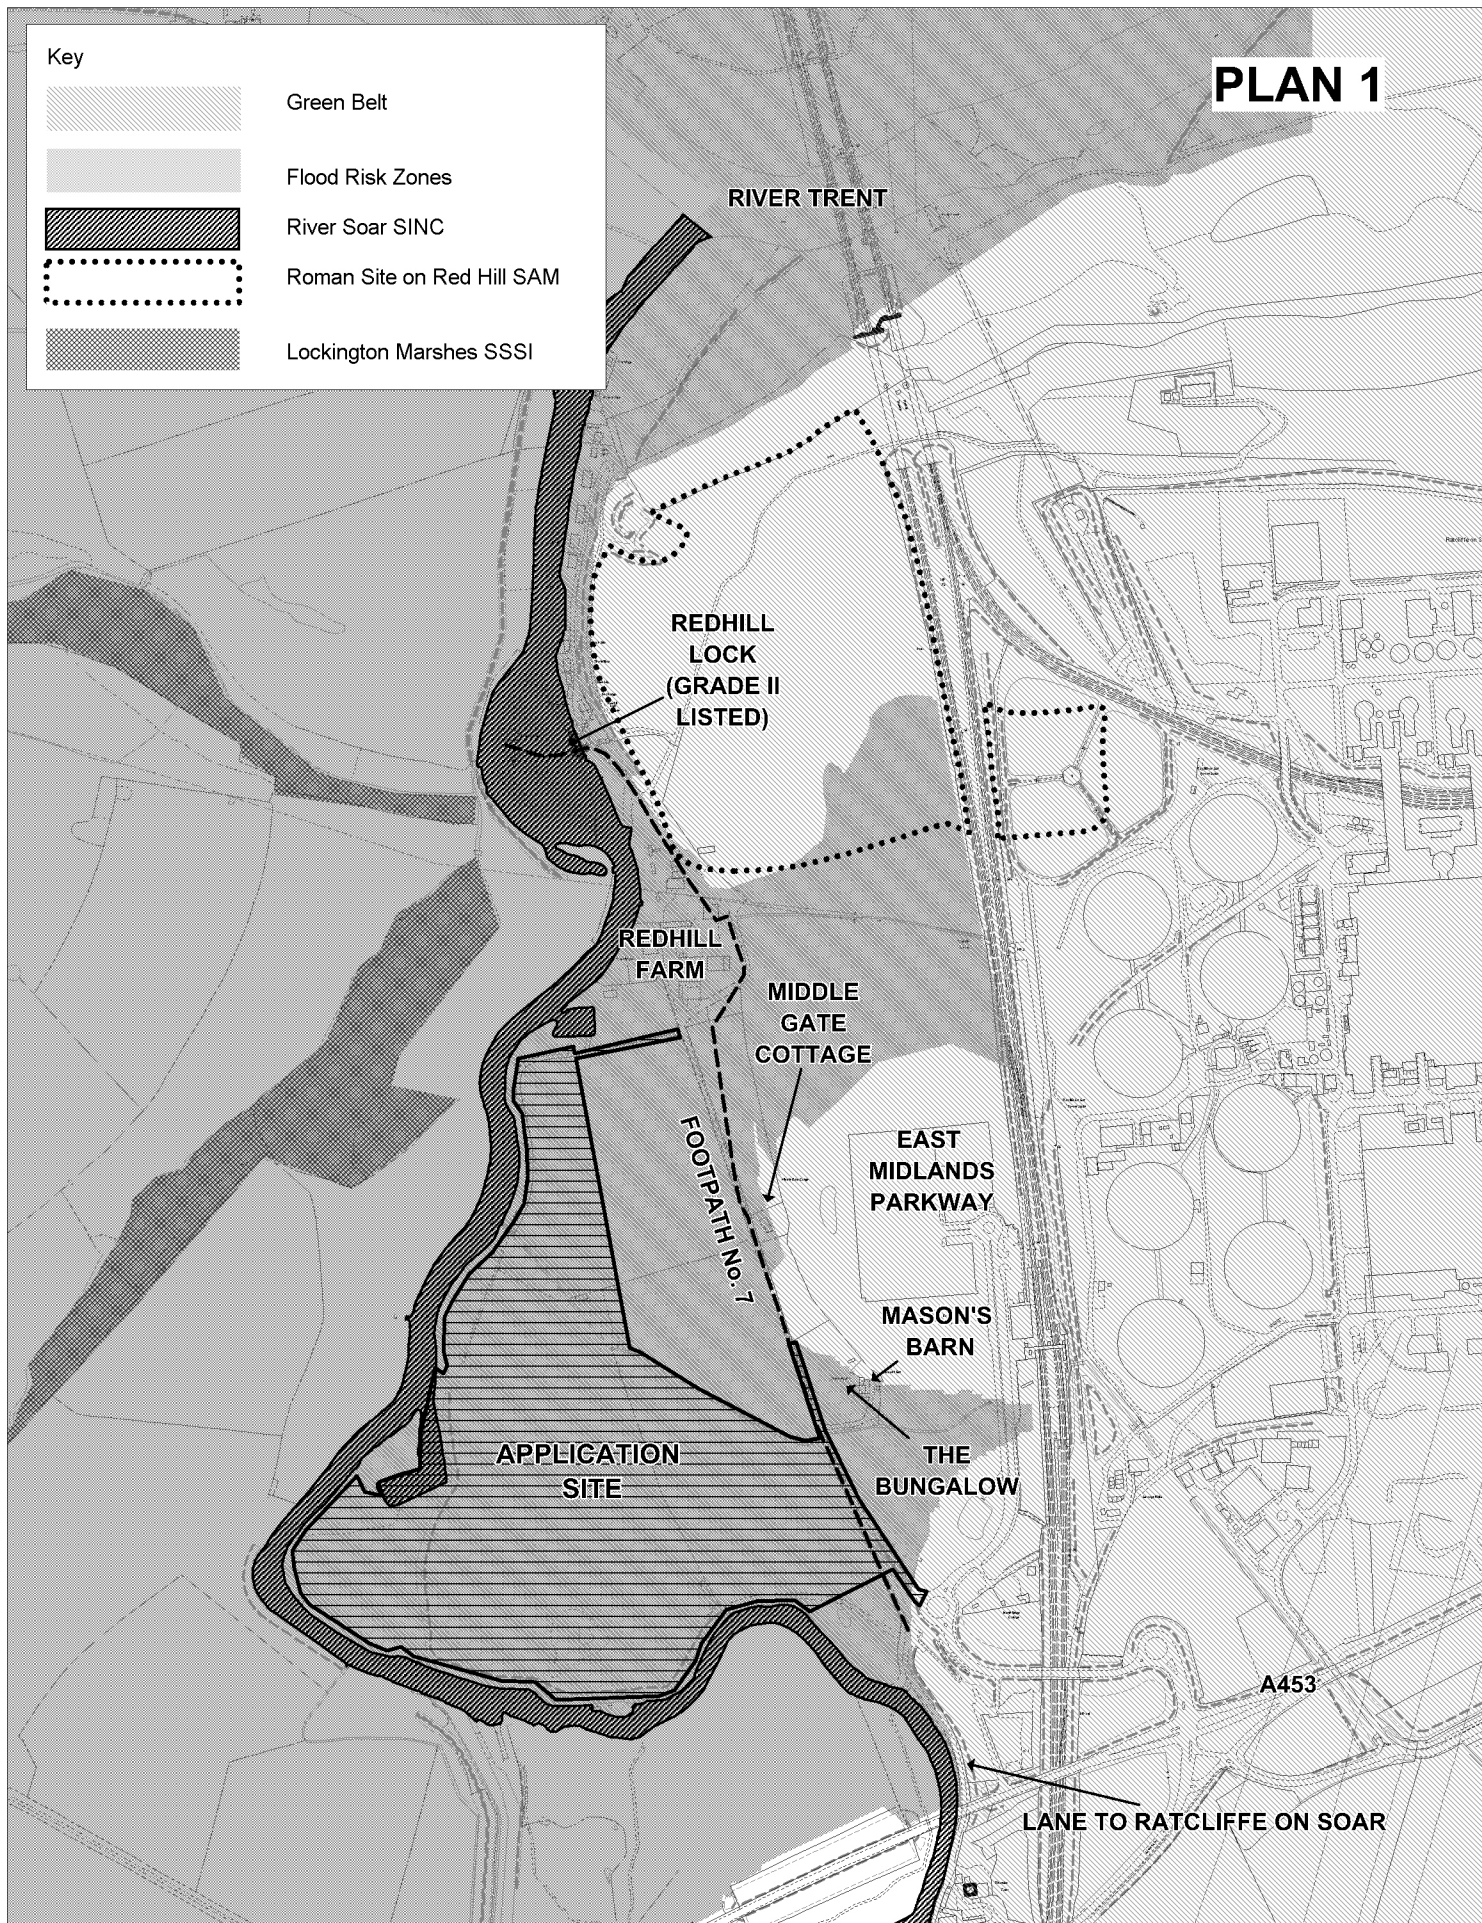 Key
Green Belt
Flood Risk Zones
River Soar SINC
Roman Site on Red Hill SAM
Lockington Marshes SSSI
PLAN 1
RIVER TRENT
REDHILL
LOCK
(GRADE II
LISTED)
REDHILL
FARM
MIDDLE
GATE
COTTAGE
FOOTPATH No. 7
EAST
MIDLANDS
PARKWAY
MASON'S
BARN
APPLICATION
SITE
THE
BUNGALOW
A453
LANE TO RATCLIFFE ON SOAR